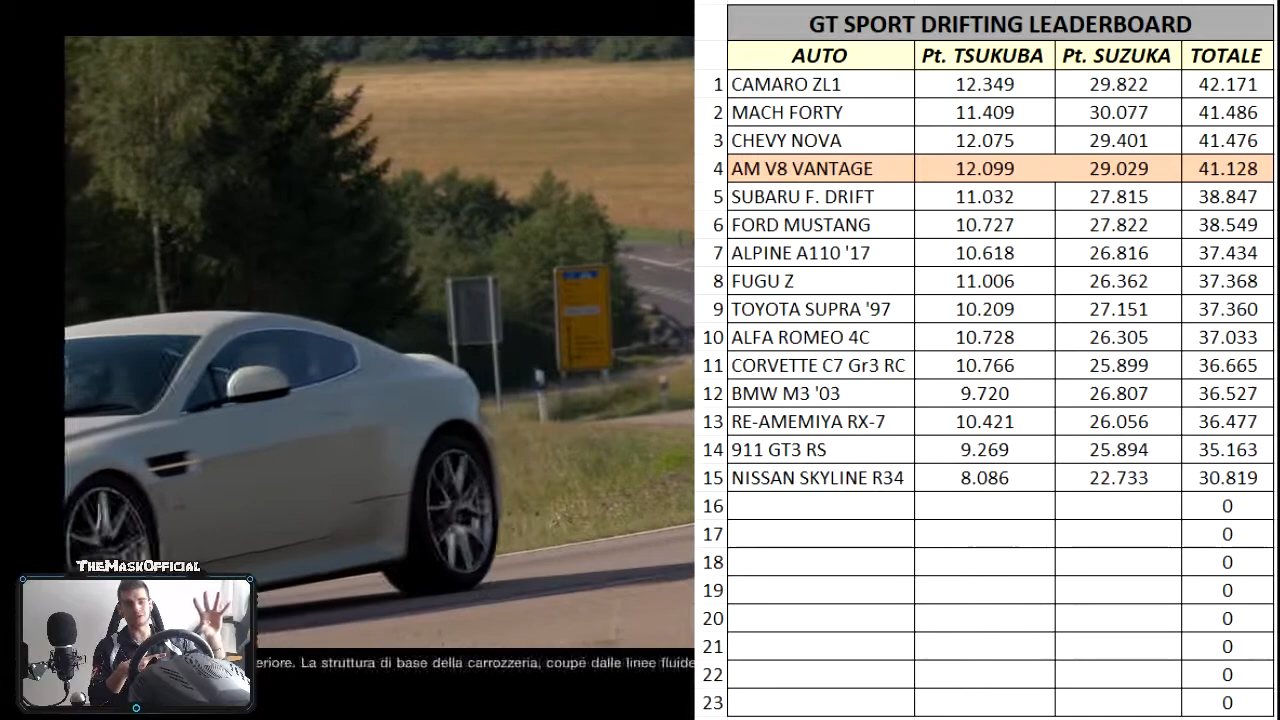 GT SPORT DRIFTING LEADERBOARD
AUTO Pt. TSUKUBA Pt. SUZUKA TOTALE
1 CAMARO ZL1 12.349 29.822 42.171
2 MACH FORTY 11.409 30.077 41.486
3 CHEVY NOVA 12.075 29.401 41.476
4 AM V8 VANTAGE 12.099 29.029 41.128
5 SUBARU F. DRIFT 11.032 27.815 38.847
6 FORD MUSTANG 10.727 27.822 38.549
7 ALPINE A110 '17 10.618 26.816 37.434
8 FUGU Z 11.006 26.362 37.368
9 TOYOTA SUPRA '97 10.209 27.151 37.360
10 ALFA ROMEO 4C 10.728 26.305 37.033
11 CORVETTE C7 Gr3 RC 10.766 25.899 36.665
12 BMW M3 '03 9.720 26.807 36.527
13 RE-AMEMIYA RX-7 10.421 26.056 36.477
14 911 GT3 RS 9.269 25.894 35.163
15 NISSAN SKYLINE R34 8.086 22.733 30.819
16 0
17 0
18 0
19 0
20 0
21 0
22 0
23 0
TheMaskOfficial
eriore. La struttura di base della carrozzeria, coupé dalle linee fluide